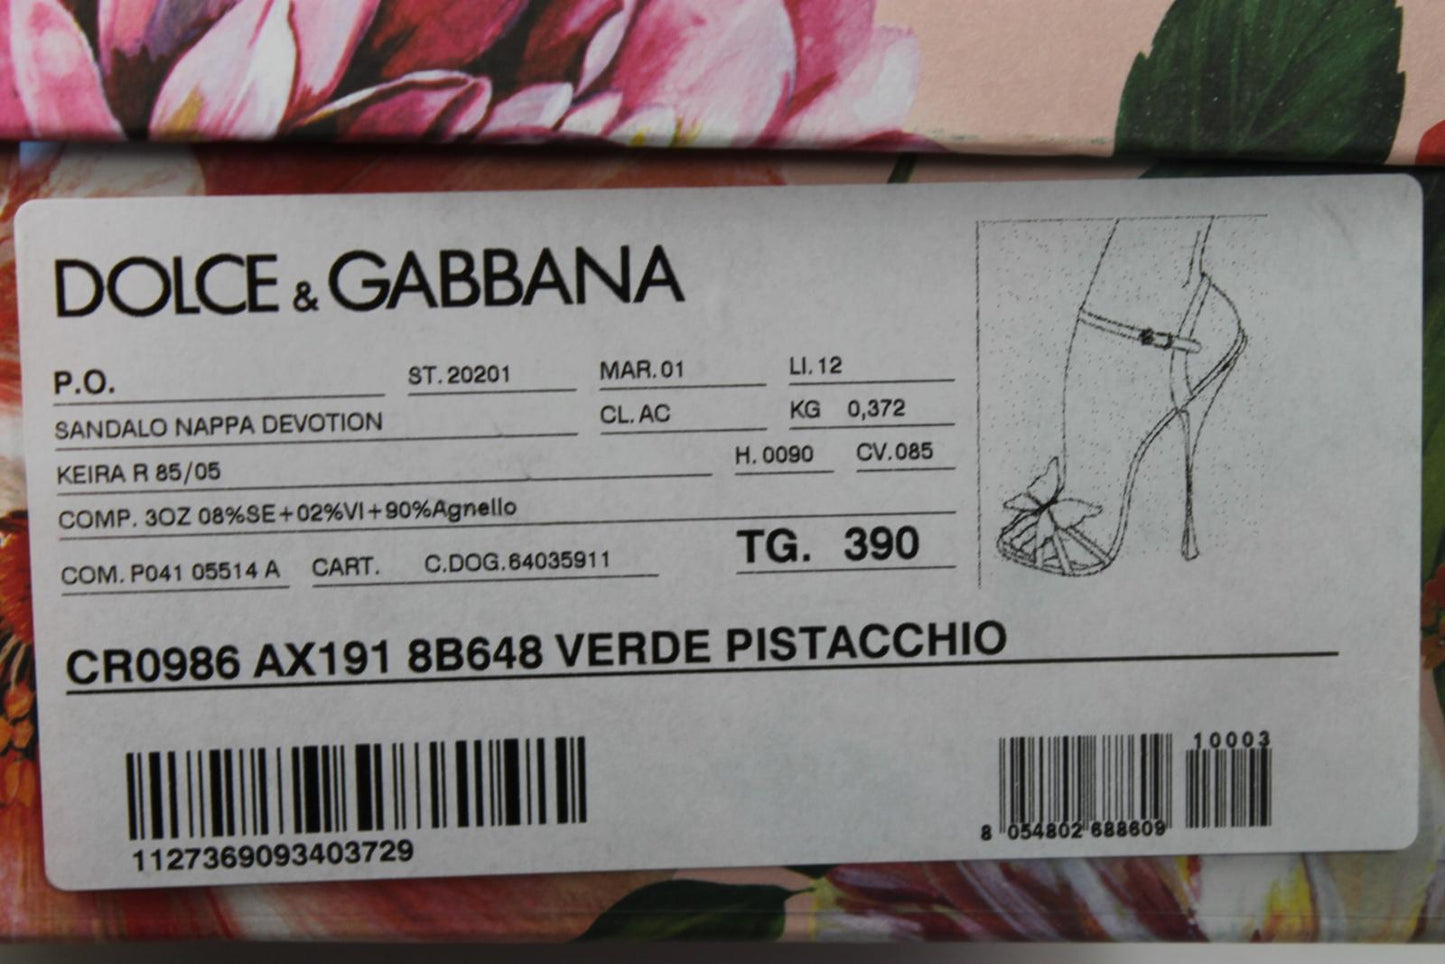 DOLCE & GABBANA
P.O. ST. 20201 MAR. 01 LI. 12
SANDALO NAPPA DEVOTION CL. AC KG 0,372
KEIRA R 85/05 H. 0090 CV. 085
COMP. 3OZ 08%SE+02%VI+90%Agnello
COM. P041 05514 A CART. C.DOG.64035911 TG. 390
CR0986 AX191 8B648 VERDE PISTACCHIO
10003
1127369093403729
8 054802 688609